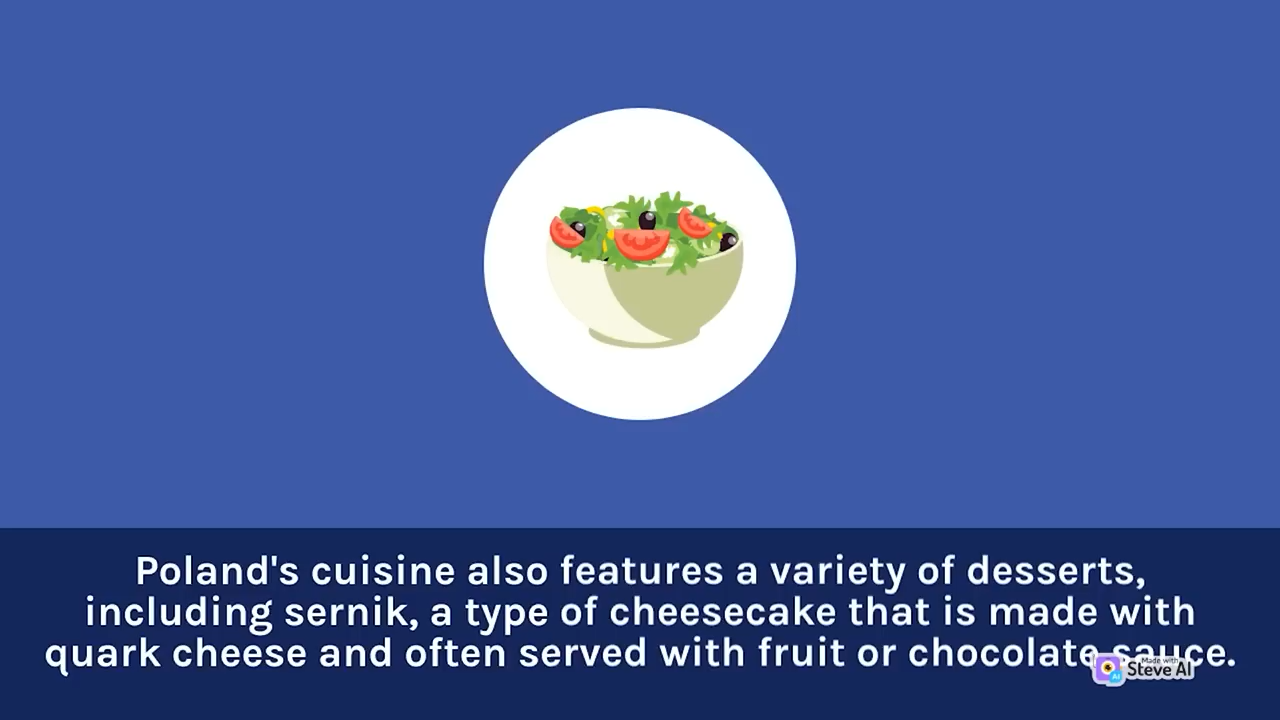 Poland's cuisine also features a variety of desserts,
including sernik, a type of cheesecake that is made with
quark cheese and often served with fruit or chocolate sauce.
Made with
Steve AI
AI